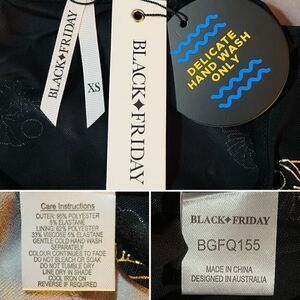 BLACK♦FRIDAY
XS
BLACK♦FRIDAY
DELICATE
HAND WASH
ONLY
Care Instructions
OUTER: 95% POLYESTER
5% ELASTANE
LINING: 62% POLYESTER
33% VISCOSE 5% ELASTANE
GENTLE COLD HAND WASH
SEPARATELY
COLOUR CONTINUES TO FADE
DO NOT BLEACH OR SOAK
DO NOT TUMBLE DRY
LINE DRY IN SHADE
COOL IRON ON
REVERSE IF REQUIRED
BLACK♦FRIDAY
BGFQ155
MADE IN CHINA
DESIGNED IN AUSTRALIA